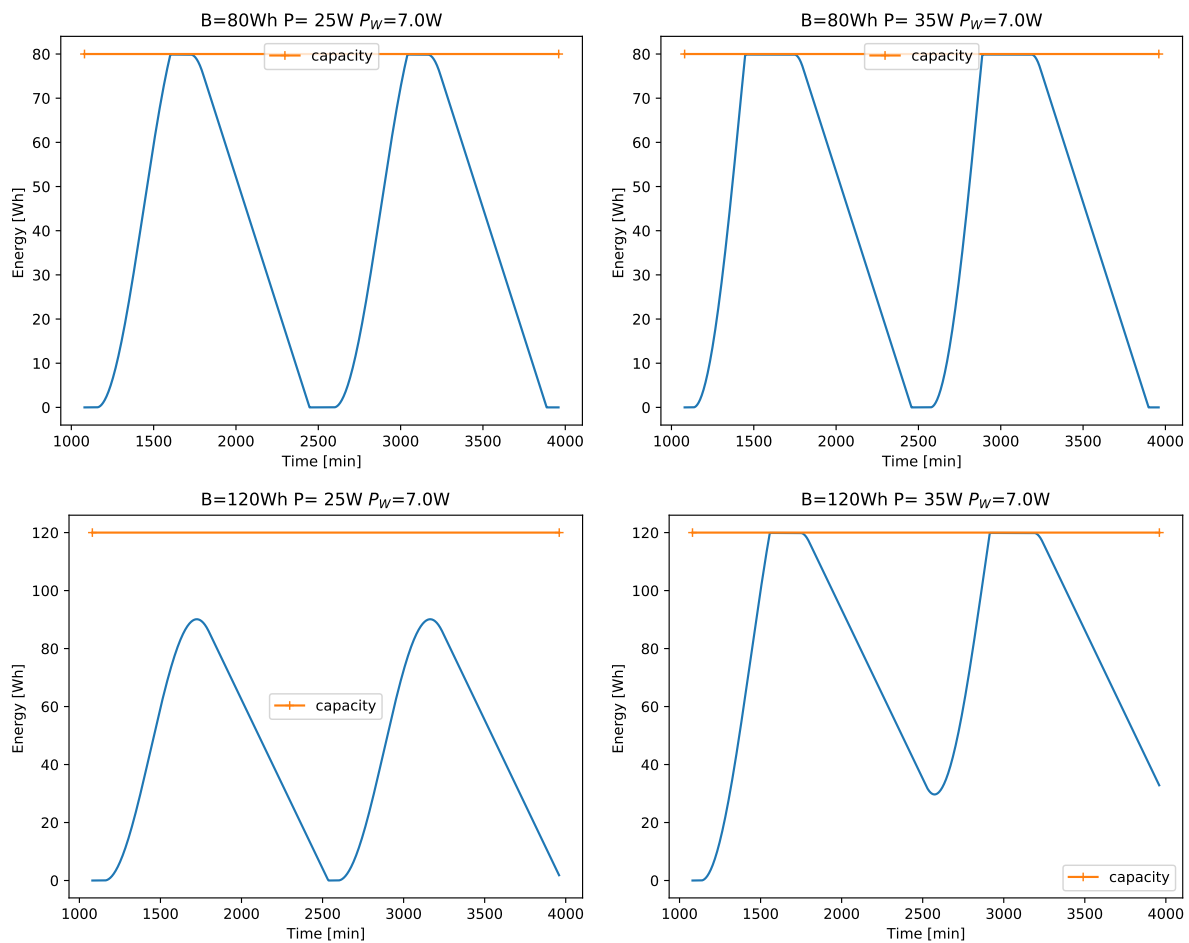 B=80Wh P= 25W P_W=7.0W
Energy [Wh]
80
70
60
50
40
30
20
10
0
capacity
1000 1500 2000 2500 3000 3500 4000
Time [min]
B=80Wh P= 35W P_W=7.0W
Energy [Wh]
80
70
60
50
40
30
20
10
0
capacity
1000 1500 2000 2500 3000 3500 4000
Time [min]
B=120Wh P= 25W P_W=7.0W
Energy [Wh]
120
100
80
60
40
20
0
capacity
1000 1500 2000 2500 3000 3500 4000
Time [min]
B=120Wh P= 35W P_W=7.0W
Energy [Wh]
120
100
80
60
40
20
0
capacity
1000 1500 2000 2500 3000 3500 4000
Time [min]